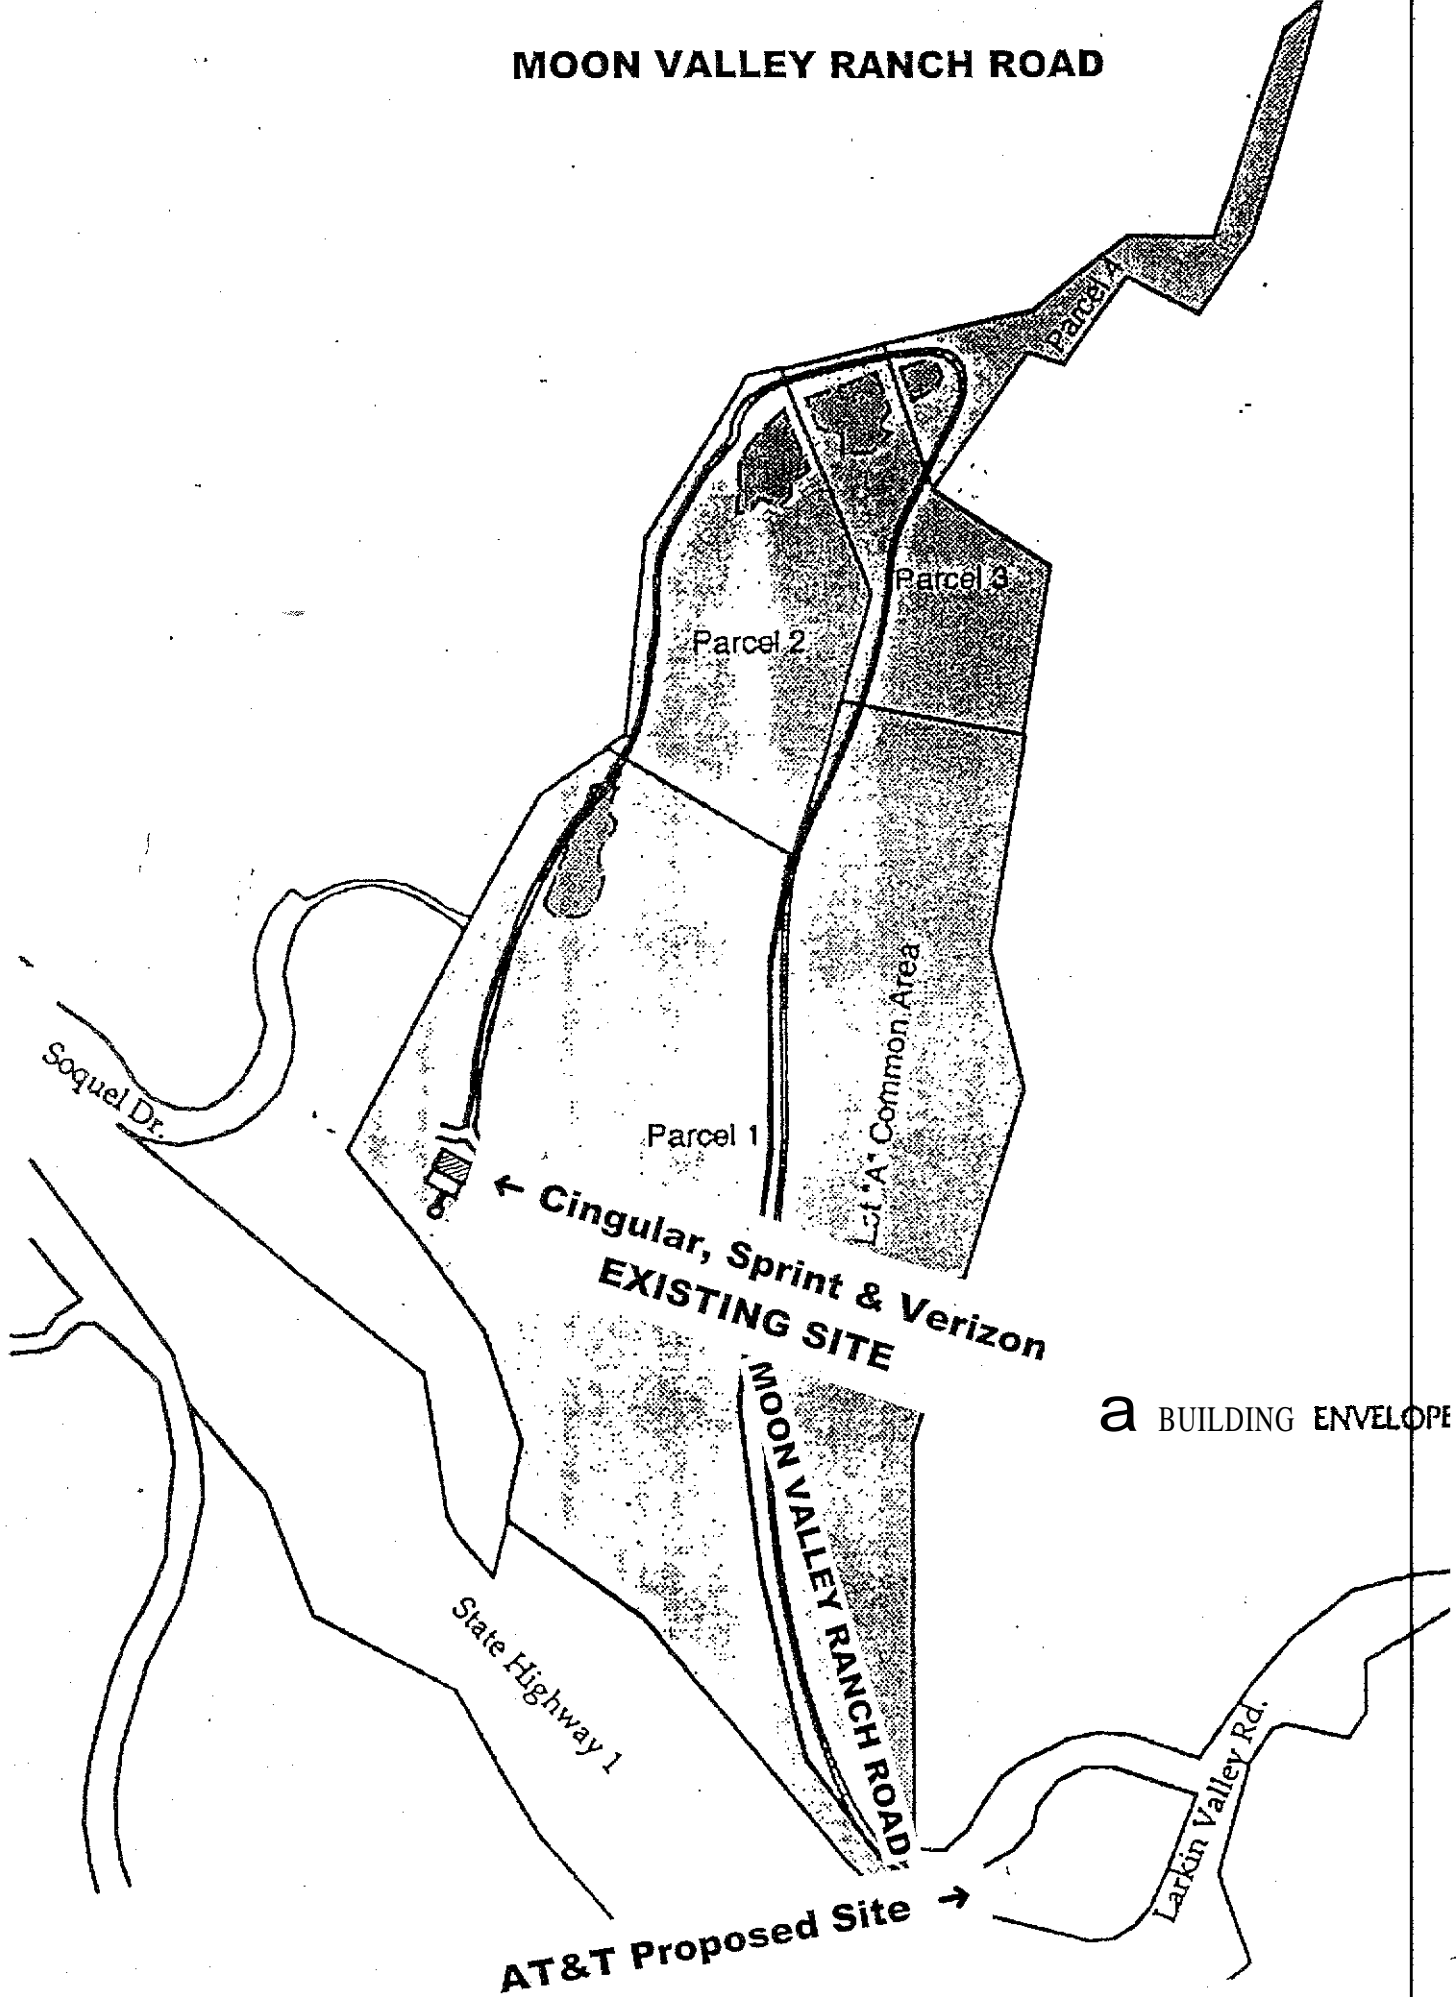 MOON VALLEY RANCH ROAD
Parcel A
Parcel 3
Parcel 2
Lot "A" Common Area
Soquel Dr.
Parcel 1
← Cingular, Sprint & Verizon
EXISTING SITE
a BUILDING ENVELOPE
MOON VALLEY RANCH ROAD
State Highway 1
Larkin Valley Rd.
AT&T Proposed Site →